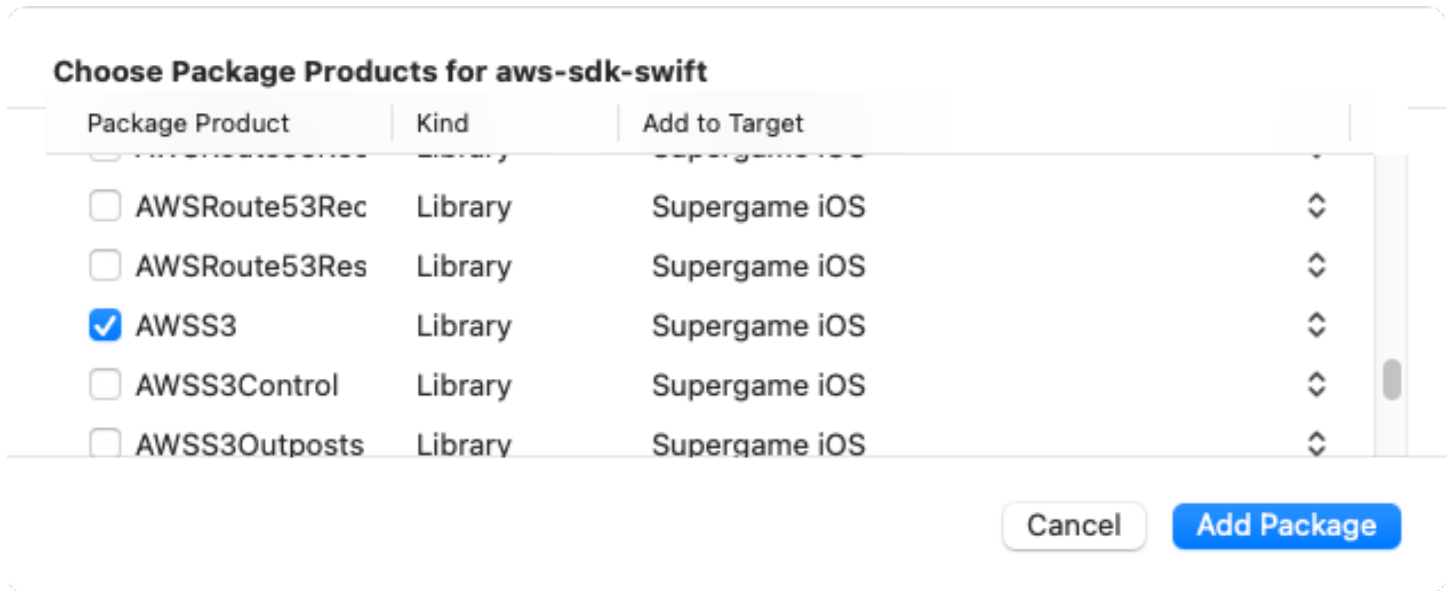 Choose Package Products for aws-sdk-swift
Package Product Kind Add to Target
AWSRoute53Rec Library Supergame iOS
AWSRoute53Res Library Supergame iOS
AWSS3 Library Supergame iOS
AWSS3Control Library Supergame iOS
AWSS3Outposts Library Supergame iOS
Cancel Add Package